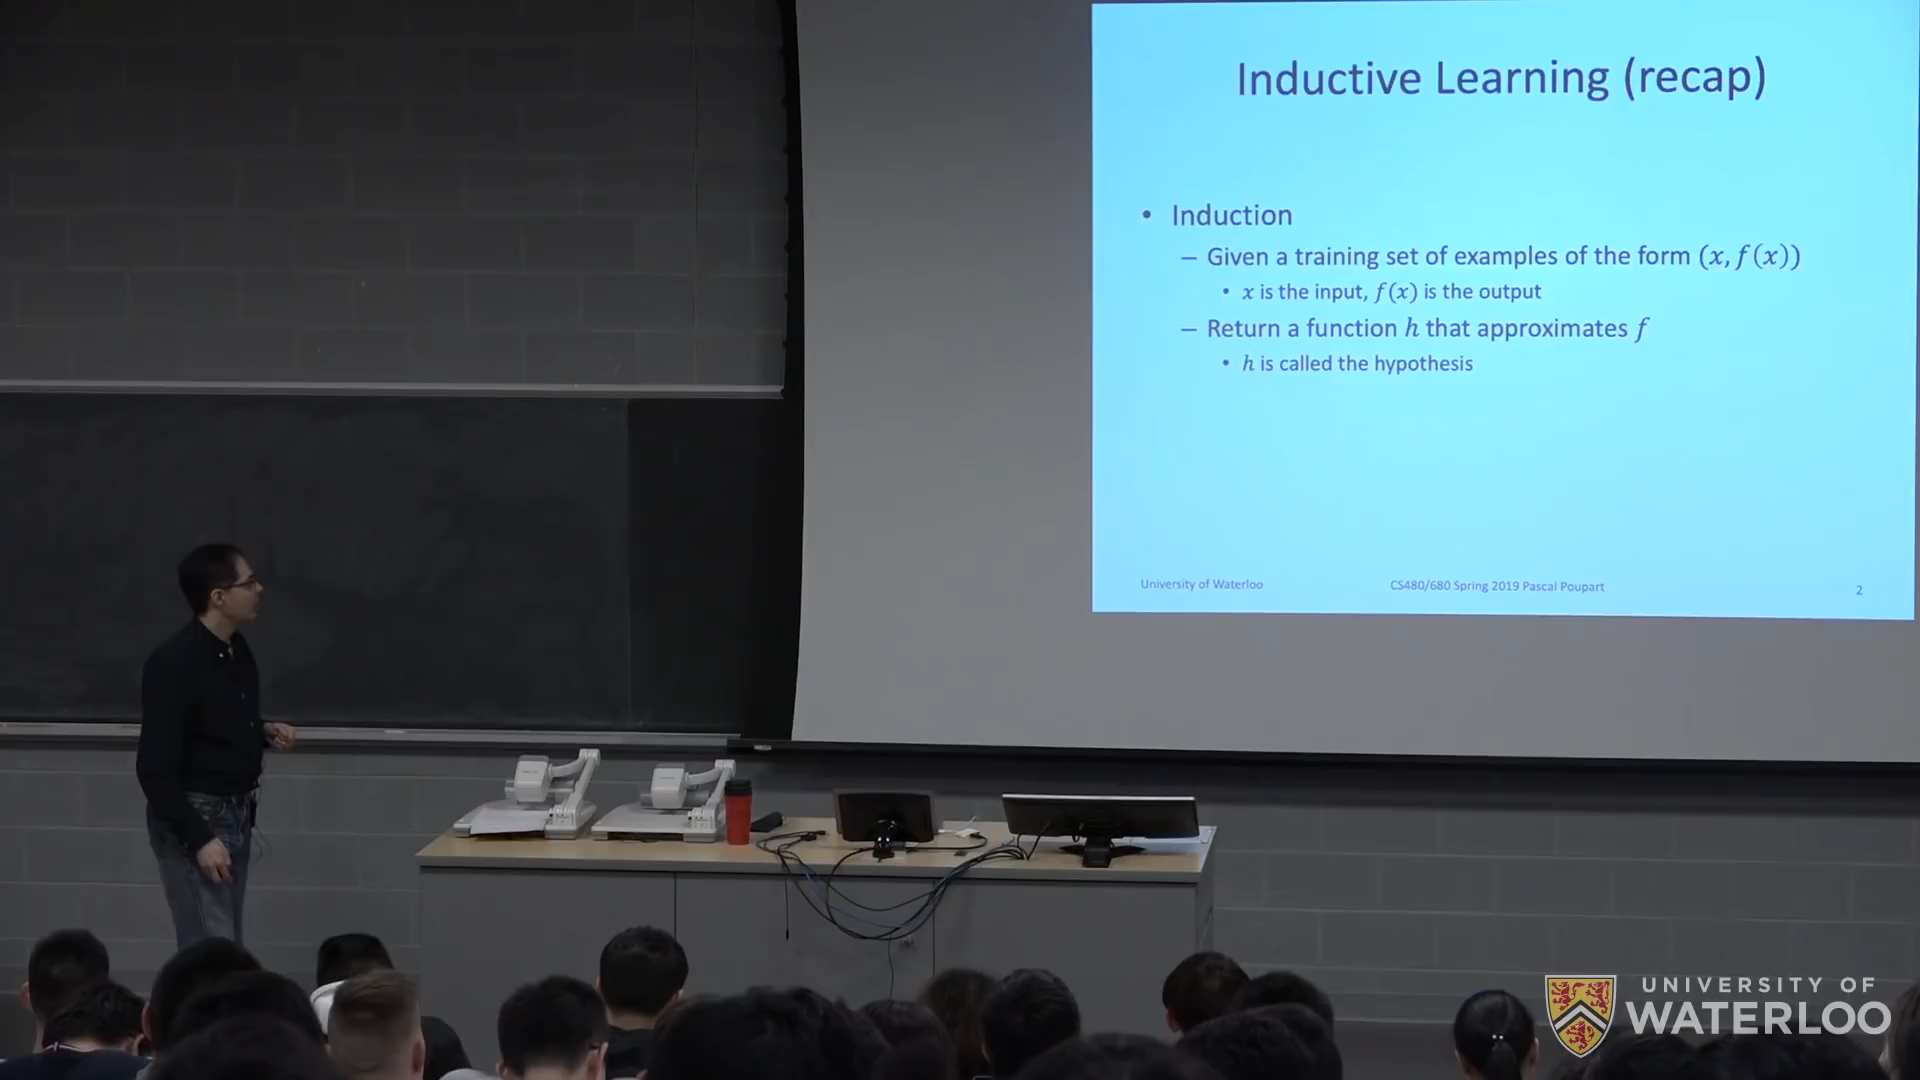 Inductive Learning (recap)
• Induction
– Given a training set of examples of the form (x, f(x))
• x is the input, f(x) is the output
– Return a function h that approximates f
• h is called the hypothesis
University of Waterloo
CS480/680 Spring 2019 Pascal Poupart
2
UNIVERSITY OF
WATERLOO